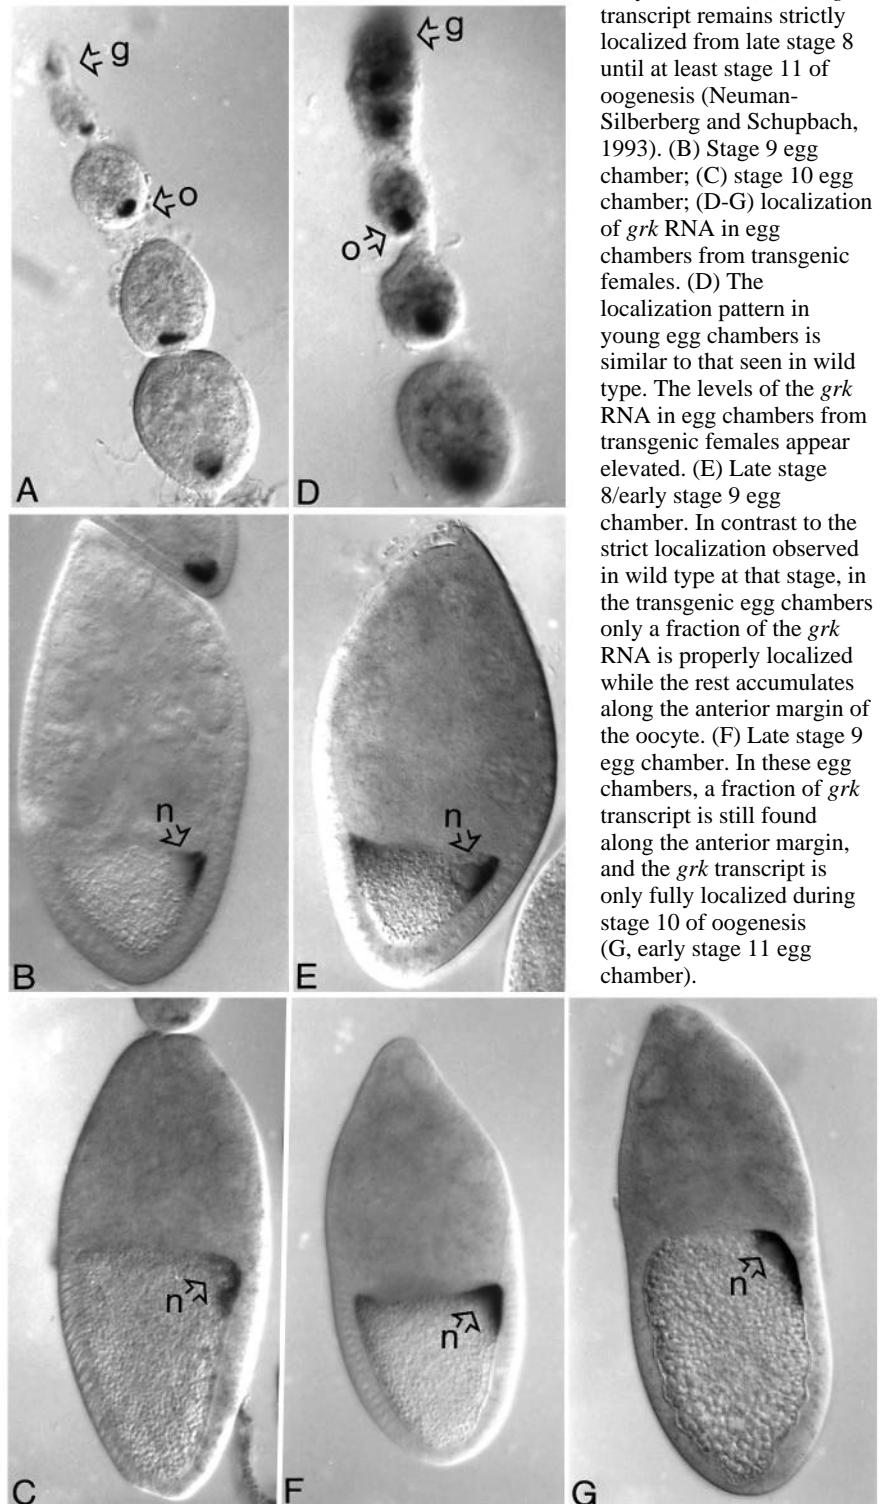 transcript remains strictly
localized from late stage 8
until at least stage 11 of
oogenesis (Neuman-
Silberberg and Schupbach,
1993). (B) Stage 9 egg
chamber; (C) stage 10 egg
chamber; (D-G) localization
of grk RNA in egg
chambers from transgenic
females. (D) The
localization pattern in
young egg chambers is
similar to that seen in wild
type. The levels of the grk
RNA in egg chambers from
transgenic females appear
elevated. (E) Late stage
8/early stage 9 egg
chamber. In contrast to the
strict localization observed
in wild type at that stage, in
the transgenic egg chambers
only a fraction of the grk
RNA is properly localized
while the rest accumulates
along the anterior margin of
the oocyte. (F) Late stage 9
egg chamber. In these egg
chambers, a fraction of grk
transcript is still found
along the anterior margin,
and the grk transcript is
only fully localized during
stage 10 of oogenesis
(G, early stage 11 egg
chamber).
g
o
A
g
o
D
n
B
n
E
n
C
n
F
n
G